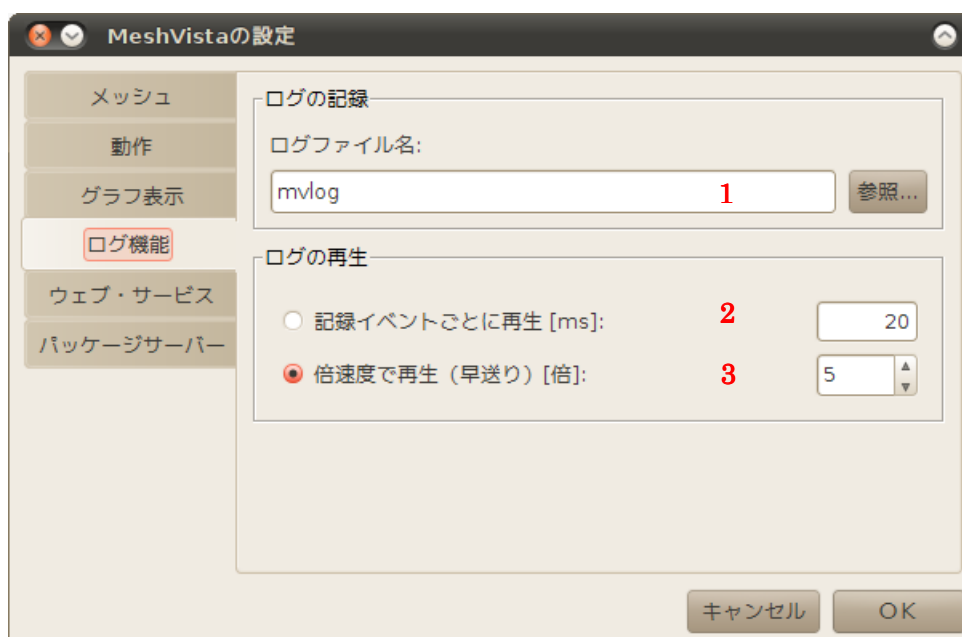 MeshVistaの設定
メッシュ
動作
グラフ表示
ログ機能
ウェブ・サービス
パッケージサーバー
ログの記録
ログファイル名:
mvlog 1 参照...
ログの再生
記録イベントごとに再生 [ms]: 2 20
倍速度で再生（早送り）[倍]: 3 5
キャンセル OK